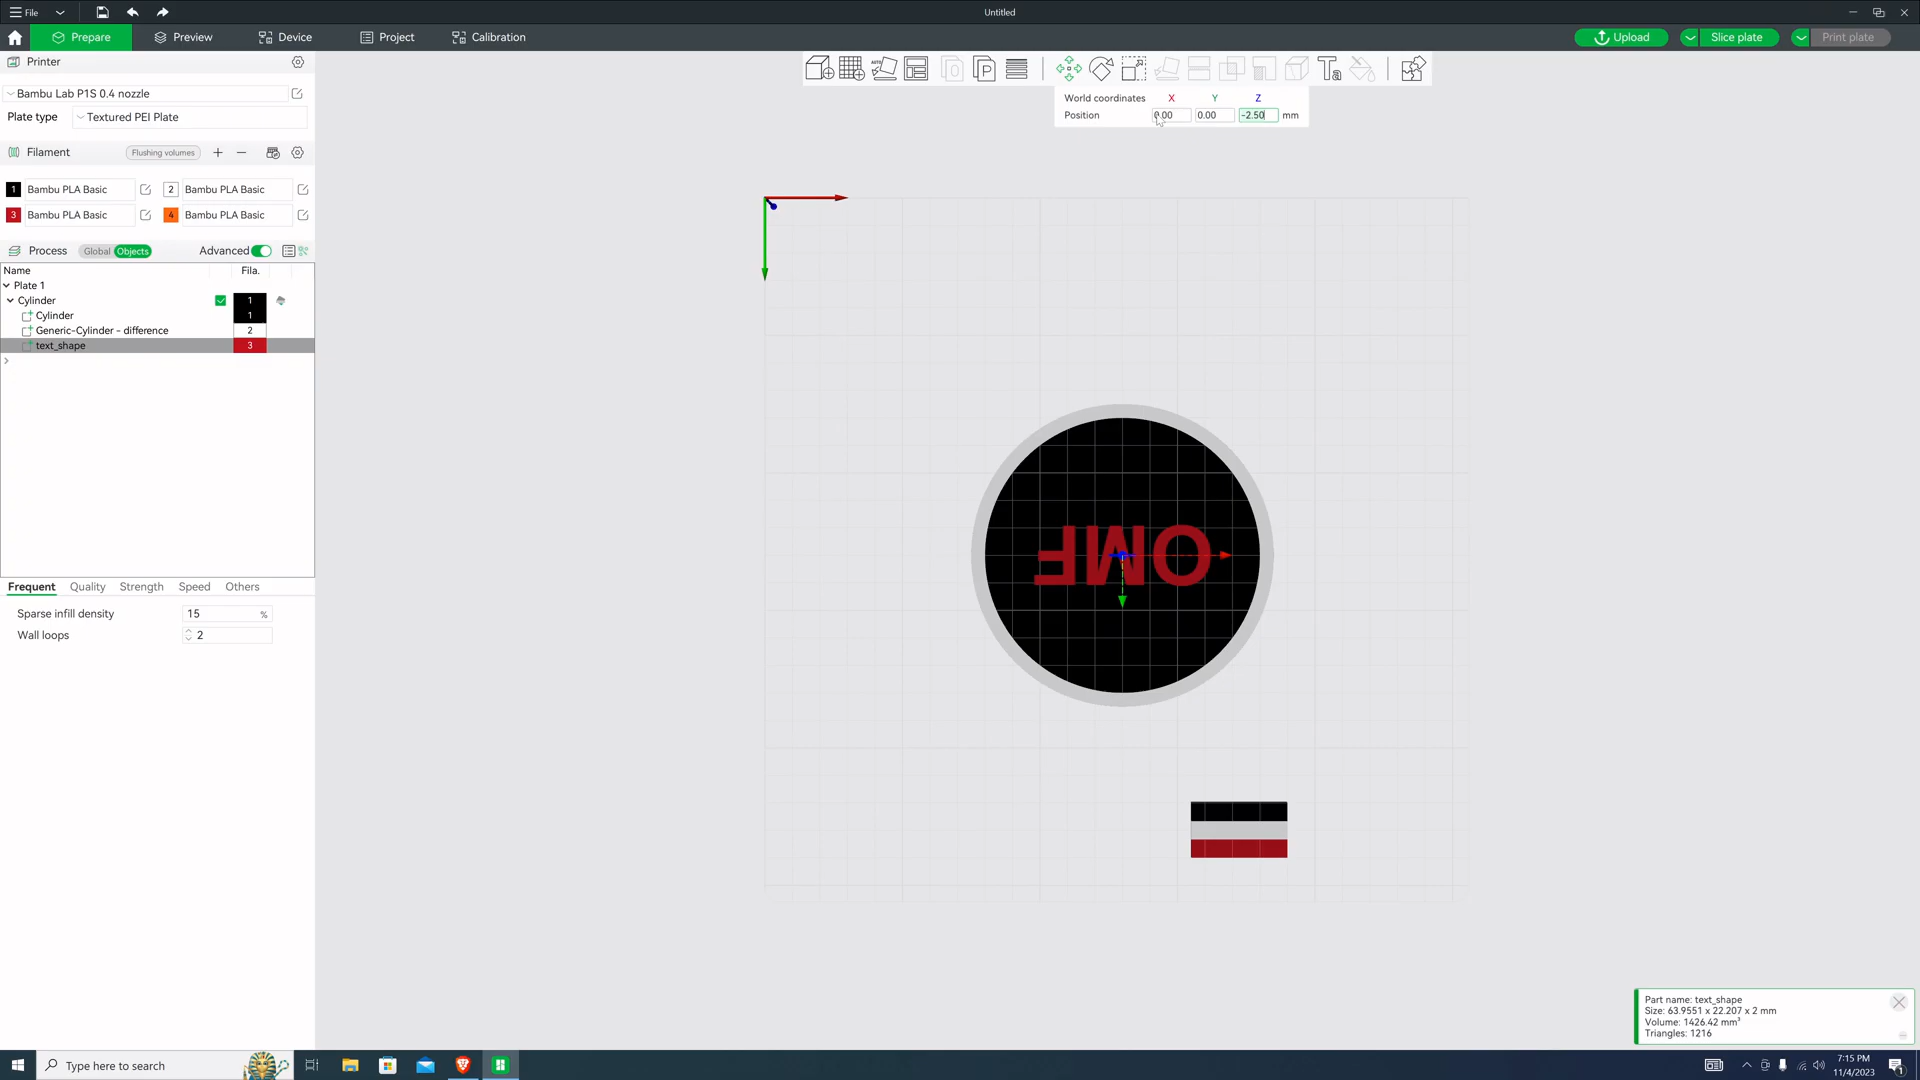 File
Untitled
Prepare Preview Device Project Calibration Upload Slice plate Print plate
Printer
Bambu Lab P1S 0.4 nozzle
Plate type Textured PEI Plate
Filament Flushing volumes
1 Bambu PLA Basic 2 Bambu PLA Basic
3 Bambu PLA Basic 4 Bambu PLA Basic
Process Global Objects Advanced
Name Fila.
Plate 1
Cylinder 1
Cylinder 1
Generic-Cylinder - difference 2
text_shape 3
Frequent Quality Strength Speed Others
Sparse infill density 15 %
Wall loops 2
AUTO
World coordinates X Y Z
Position 0.00 0.00 -2.50 mm
OMF
Part name: text_shape
Size: 63.9551 x 22.207 x 2 mm
Volume: 1426.42 mm³
Triangles: 1216
Type here to search
7:15 PM
11/4/2023